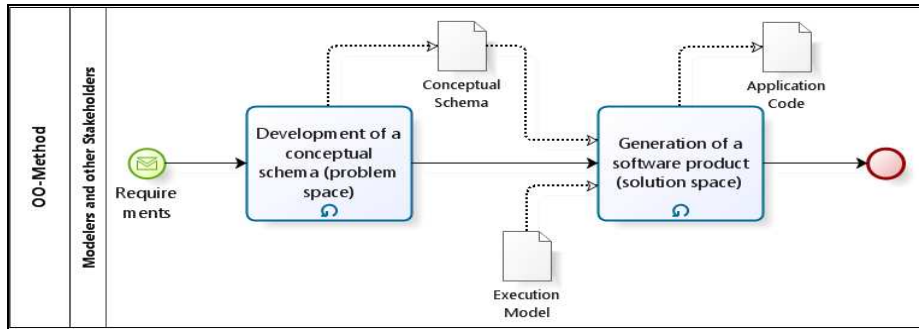 OO-Method
Modelers and other Stakeholders
Require
ments
Development of a
conceptual
schema (problem
space)
Conceptual
Schema
Execution
Model
Generation of a
software product
(solution space)
Application
Code